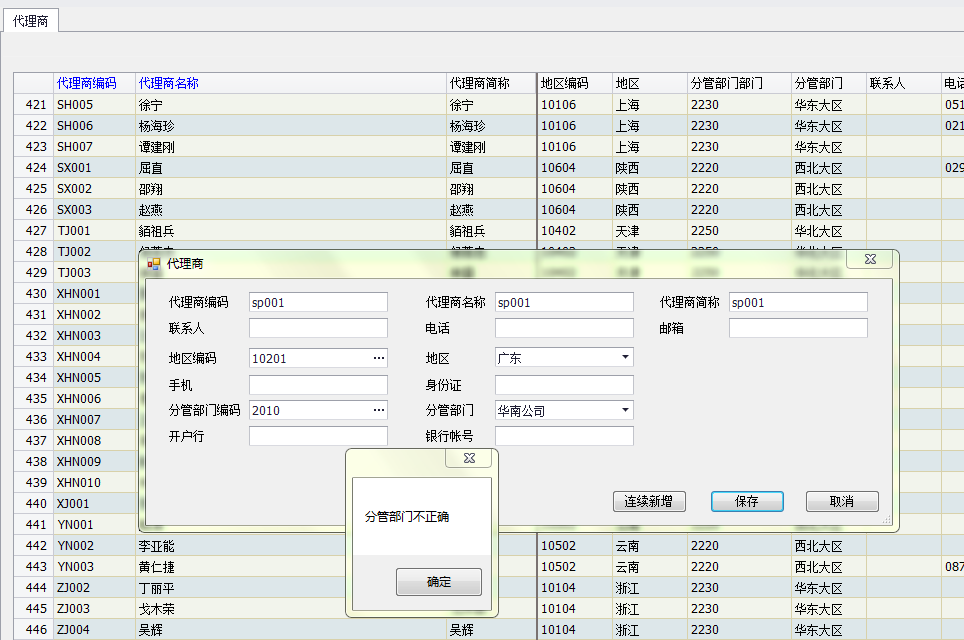 代理商
代理商编码 代理商名称 代理商简称 地区编码 地区 分管部门部门 分管部门 联系人 电话
421 SH005 徐宁 徐宁 10106 上海 2230 华东大区 051
422 SH006 杨海珍 杨海珍 10106 上海 2230 华东大区 021
423 SH007 谭建刚 谭建刚 10106 上海 2230 华东大区
424 SX001 屈直 屈直 10604 陕西 2220 西北大区 029
425 SX002 邵翔 邵翔 10604 陕西 2220 西北大区
426 SX003 赵燕 赵燕 10604 陕西 2220 西北大区
427 TJ001 貊祖兵 貊祖兵 10402 天津 2250 华北大区
428 TJ002
429 TJ003
430 XHN001
431 XHN002
432 XHN003
433 XHN004
434 XHN005
435 XHN006
436 XHN007
437 XHN008
438 XHN009
439 XHN010
440 XJ001
441 YN001
442 YN002 李亚能 10502 云南 2220 西北大区
443 YN003 黄仁捷 10502 云南 2220 西北大区 087
444 ZJ002 丁丽平 10104 浙江 2230 华东大区
445 ZJ003 戈木荣 10104 浙江 2230 华东大区
446 ZJ004 吴辉 吴辉 10104 浙江 2230 华东大区
代理商
代理商编码 sp001 代理商名称 sp001 代理商简称 sp001
联系人 电话 邮箱
地区编码 10201 ... 地区 广东
手机 身份证
分管部门编码 2010 ... 分管部门 华南公司
开户行 银行帐号
连续新增 保存 取消
分管部门不正确
确定